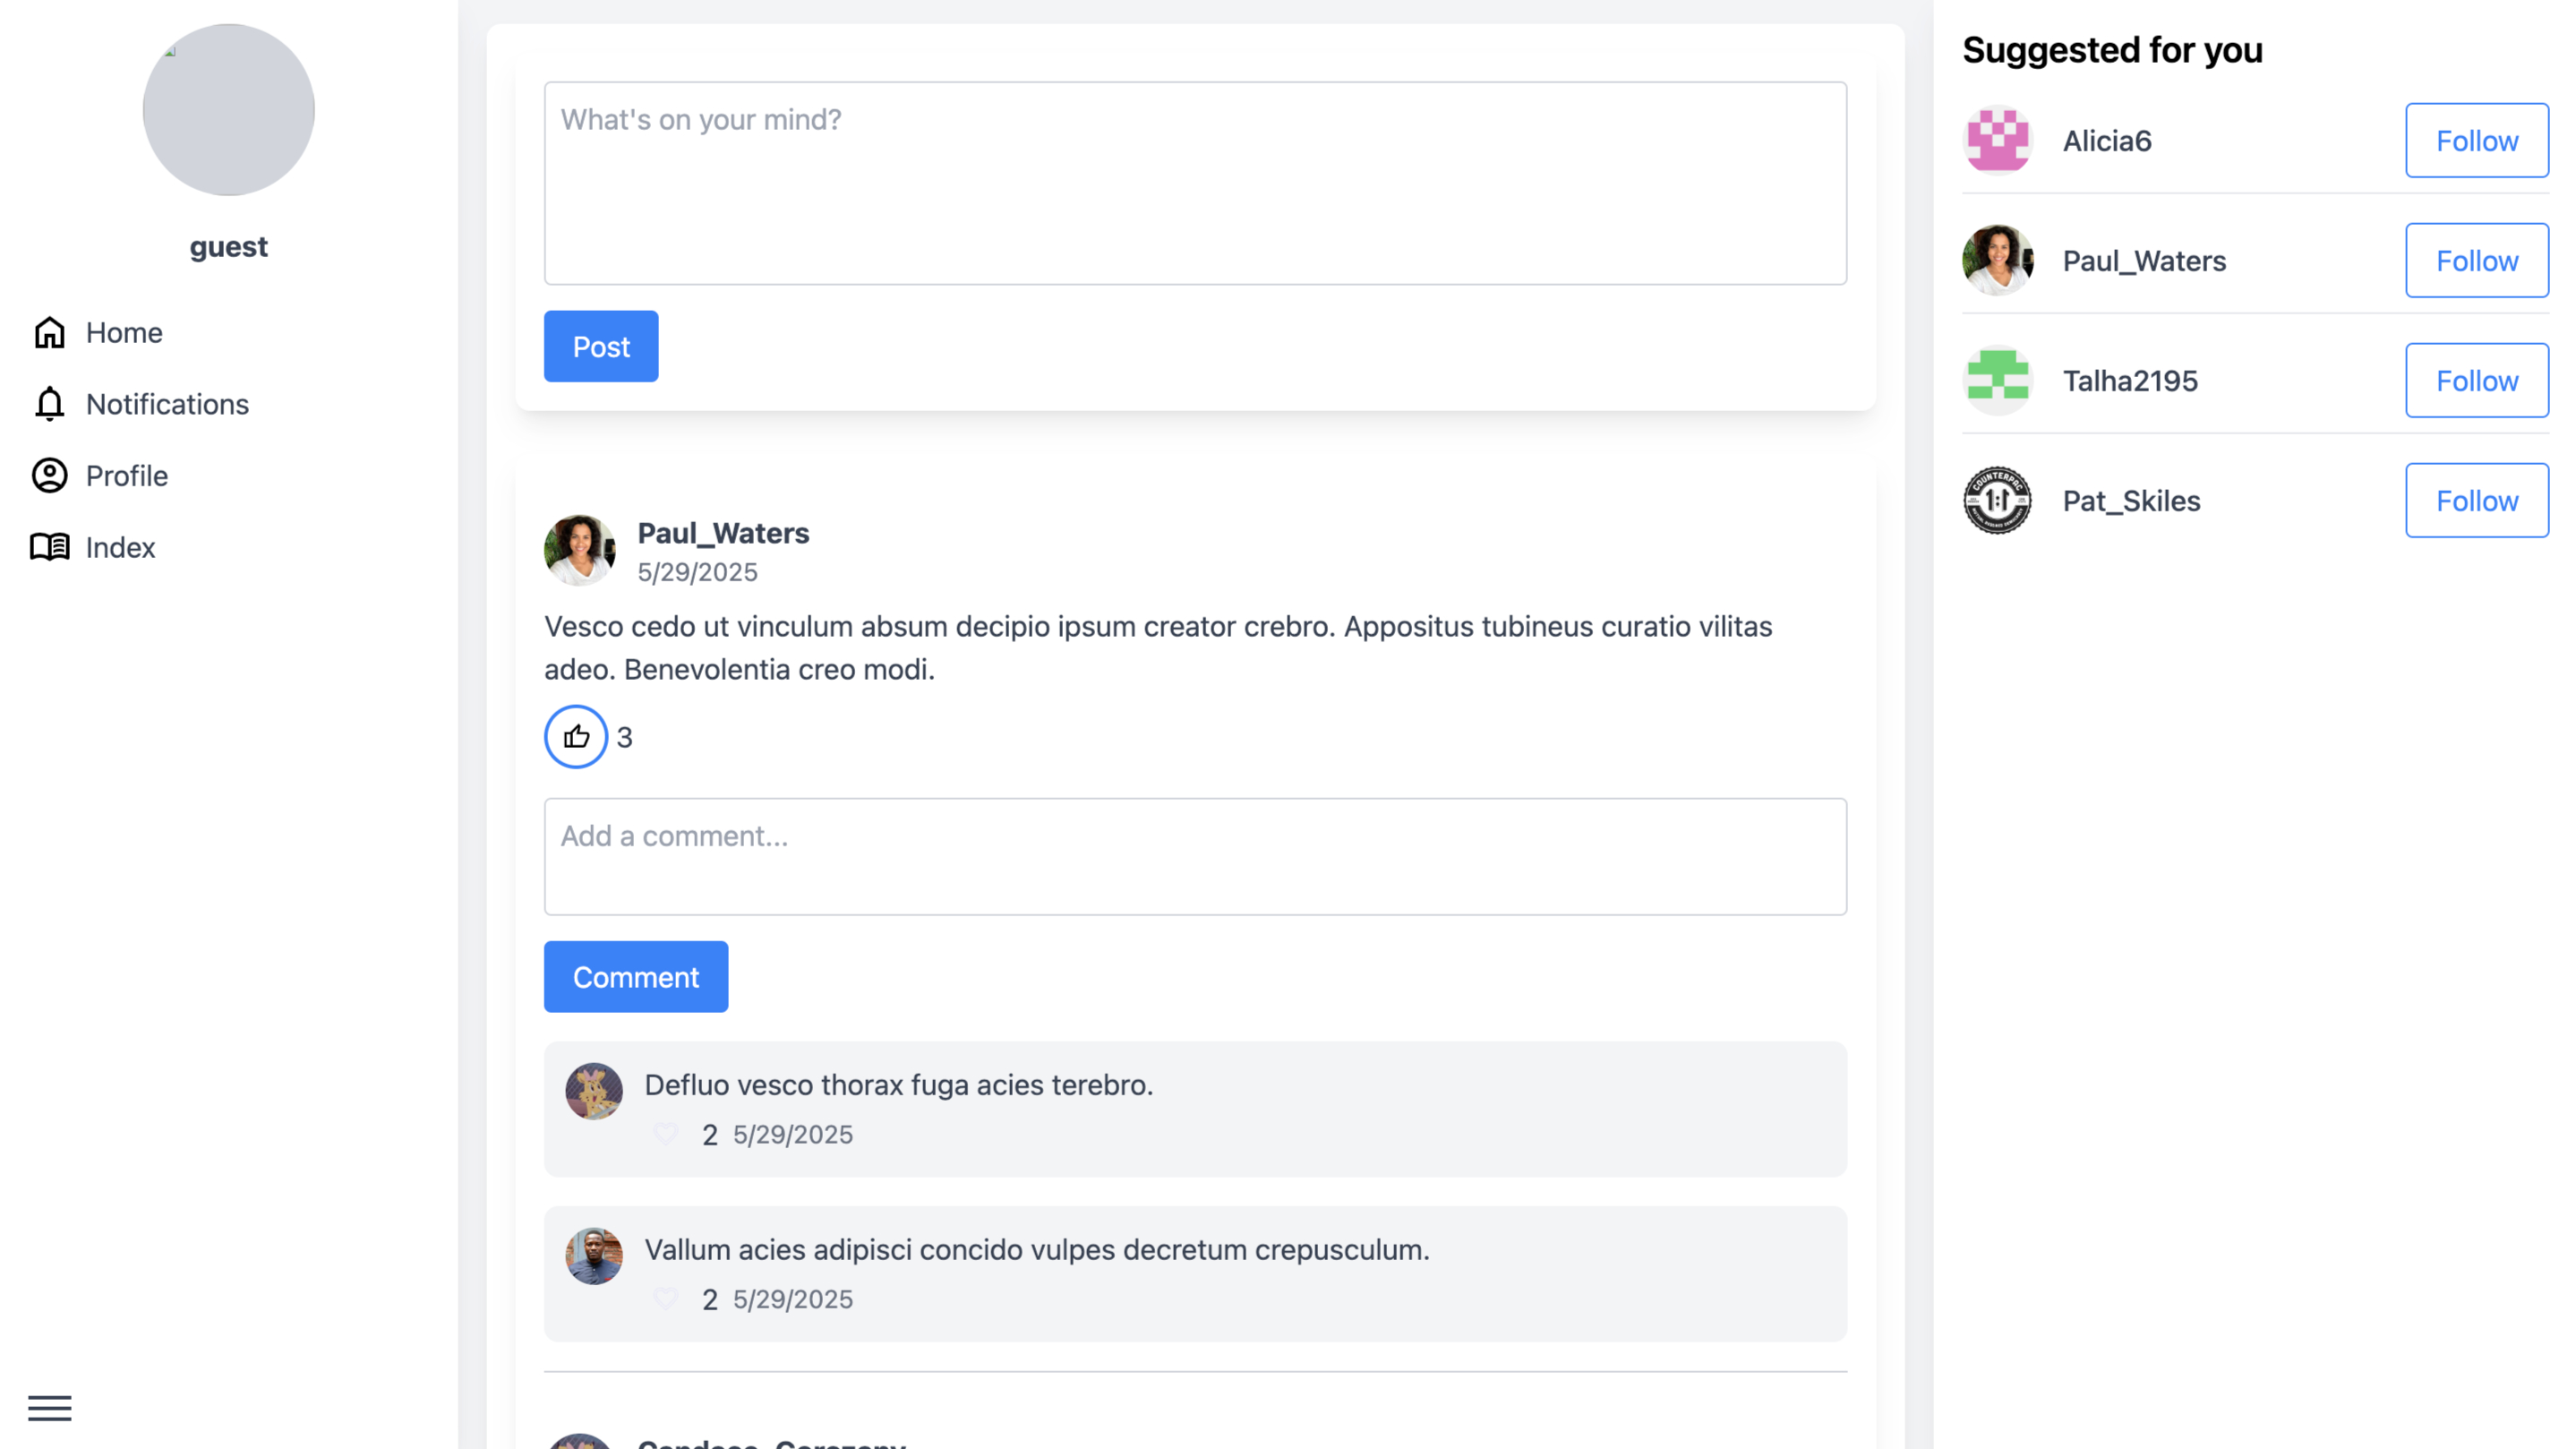 guest
Home
Notifications
Profile
Index
What's on your mind?
Post
Paul_Waters
5/29/2025
Vesco cedo ut vinculum absum decipio ipsum creator crebro. Appositus tubineus curatio vilitas
adeo. Benevolentia creo modi.
3
Add a comment...
Comment
Defluo vesco thorax fuga acies terebro.
2 5/29/2025
Vallum acies adipisci concido vulpes decretum crepusculum.
2 5/29/2025
Suggested for you
Alicia6
Follow
Paul_Waters
Follow
Talha2195
Follow
COUNTERPAC
1:1
Pat_Skiles
Follow